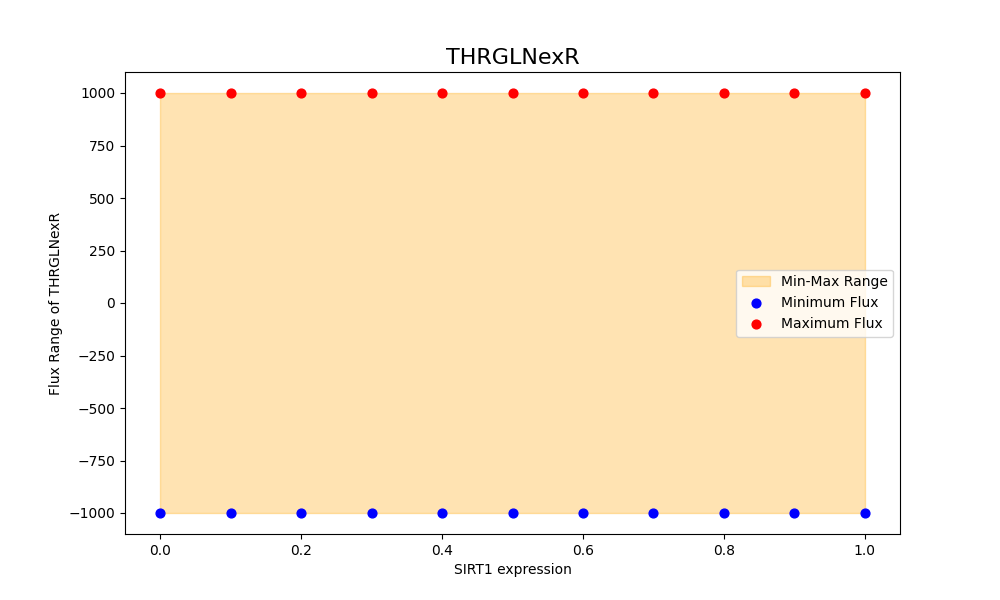 THRGLNexR
1000
750
500
250
0
−250
−500
−750
−1000
Flux Range of THRGLNexR
Min-Max Range
Minimum Flux
Maximum Flux
0.0 0.2 0.4 0.6 0.8 1.0
SIRT1 expression